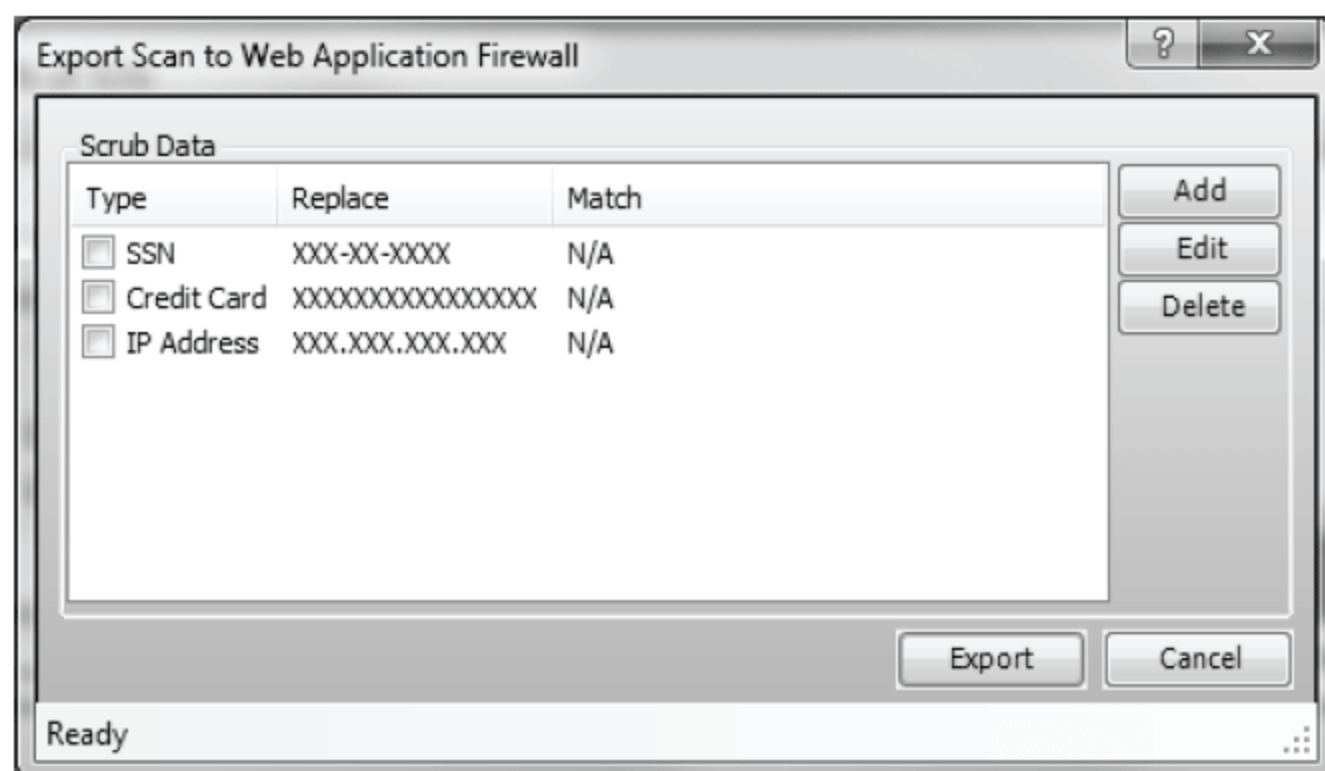 Export Scan to Web Application Firewall
?
X
Scrub Data
Type Replace Match
SSN XXX-XX-XXXX N/A
Credit Card XXXXXXXXXXXXXXXX N/A
IP Address XXX.XXX.XXX.XXX N/A
Add
Edit
Delete
Export Cancel
Ready